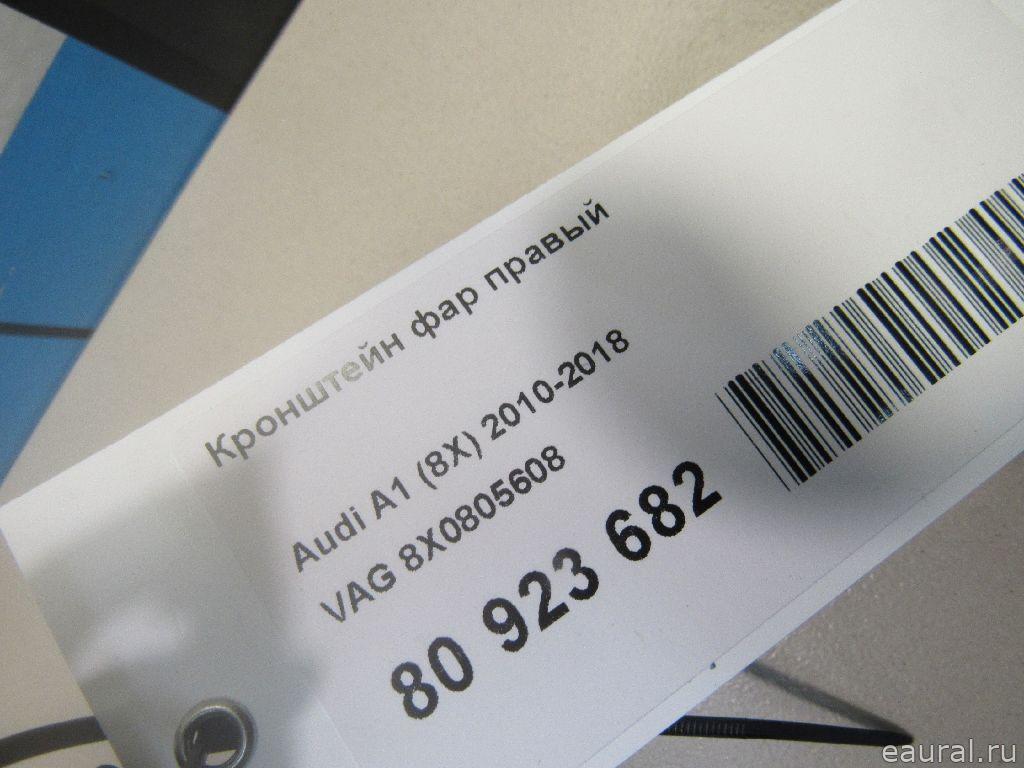 Кронштейн фар правый
Audi A1 (8X) 2010-2018
VAG 8X0805608
80 923 682
eaural.ru